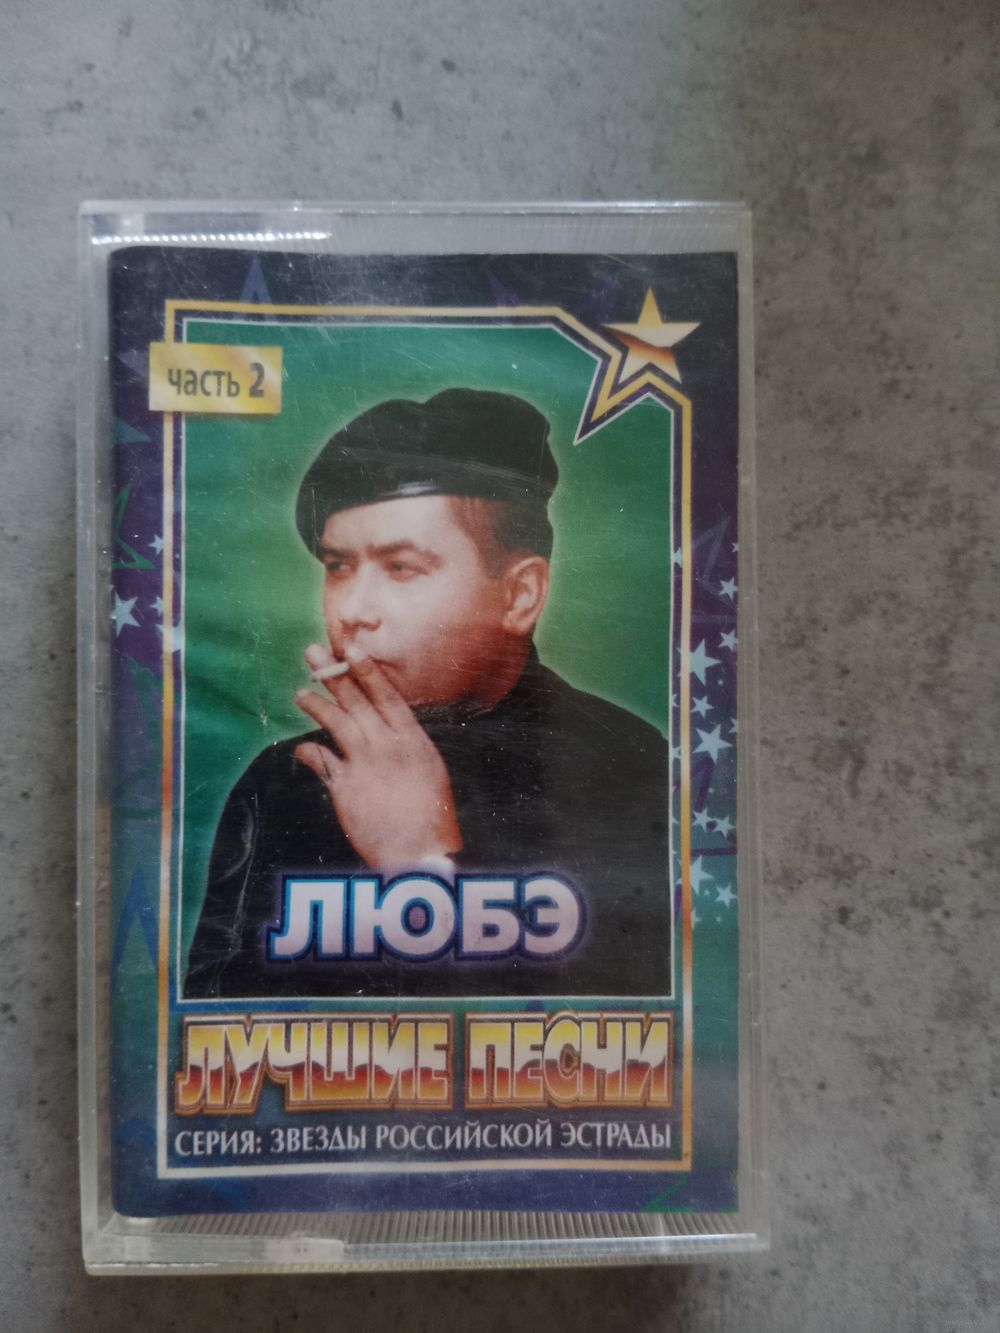 часть 2
ЛЮБЭ
ЛУЧШИЕ ПЕСНИ
СЕРИЯ: ЗВЕЗДЫ РОССИЙСКОЙ ЭСТРАДЫ